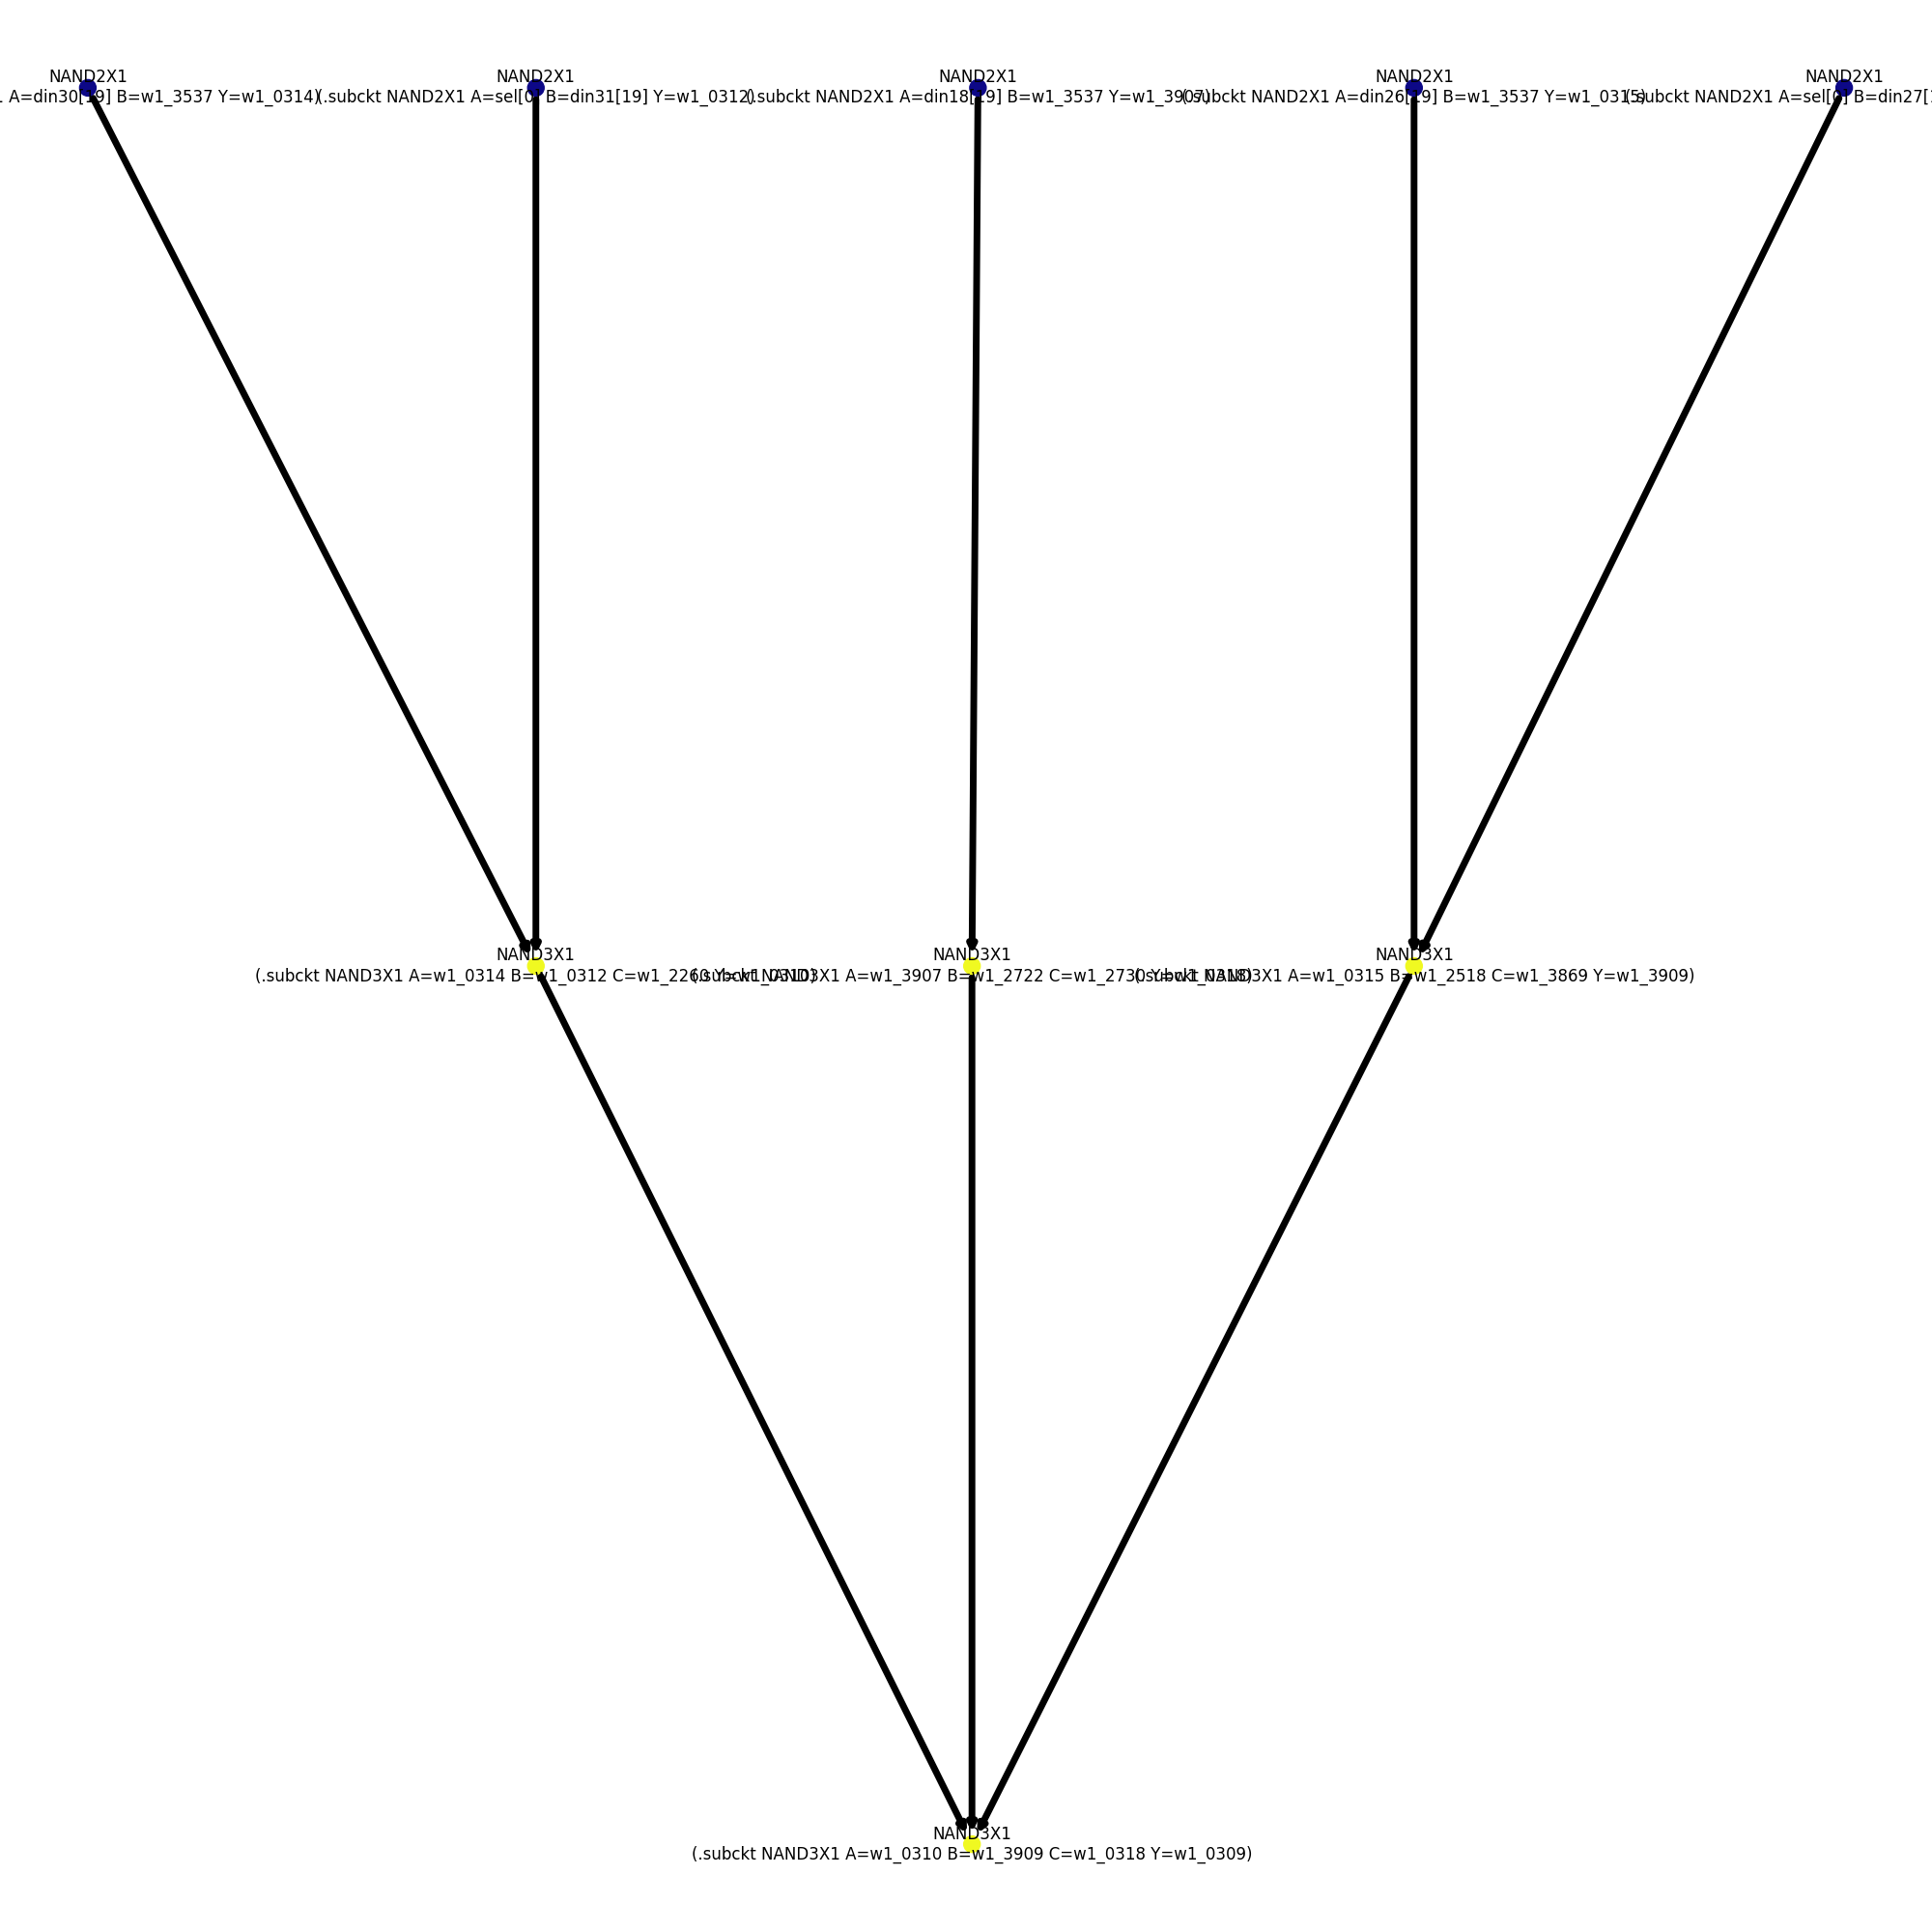 NAND2X1
NAND2X1
NAND2X1
NAND2X1
NAND2X1
A=din30[19] B=w1_3537 Y=w1_0314)
(.subckt NAND2X1 A=sel[0] B=din31[19] Y=w1_0312)
(.subckt NAND2X1 A=din18[19] B=w1_3537 Y=w1_3907)
(.subckt NAND2X1 A=din26[19] B=w1_3537 Y=w1_0315)
(.subckt NAND2X1 A=sel[0]
NAND3X1
NAND3X1
NAND3X1
(.subckt NAND3X1 A=w1_0314 B=w1_0312 C=w1_2260 Y=w1_0310)
(.subckt NAND3X1 A=w1_3907 B=w1_2722 C=w1_2730 Y=w1_0318)
(.subckt NAND3X1 A=w1_0315 B=w1_2518 C=w1_3869 Y=w1_3909)
NAND3X1
(.subckt NAND3X1 A=w1_0310 B=w1_3909 C=w1_0318 Y=w1_0309)